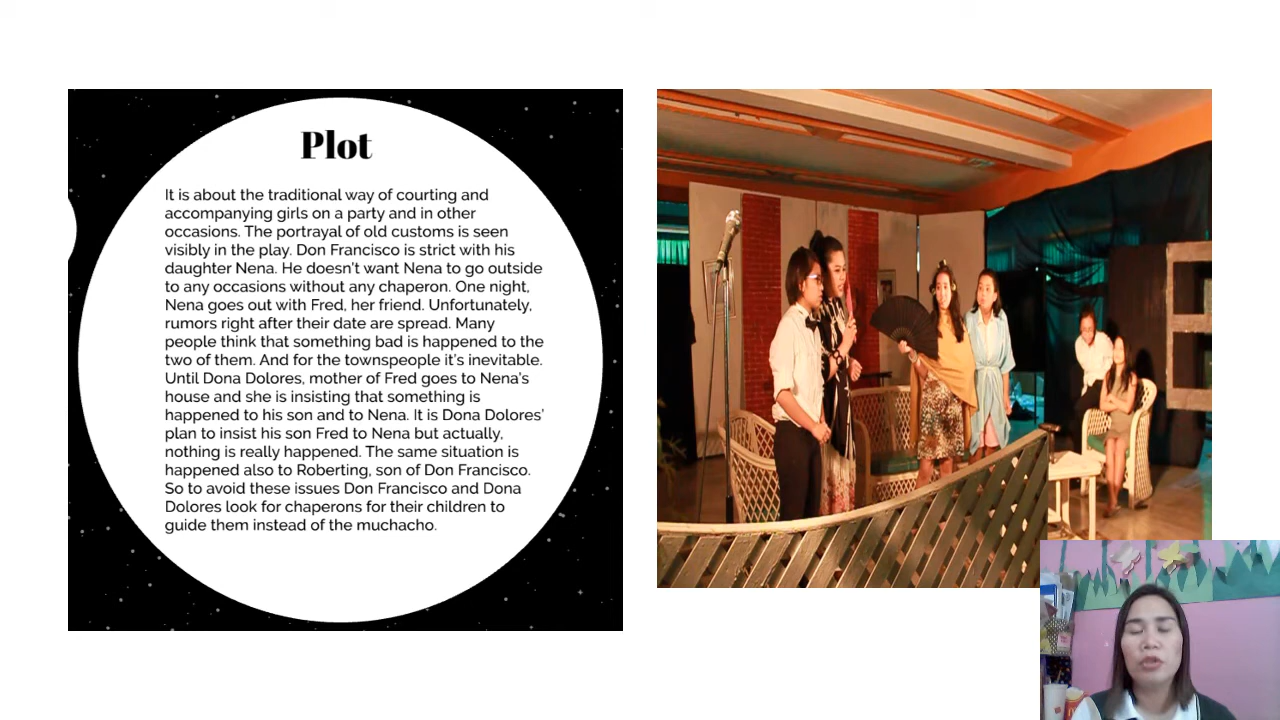 Plot
It is about the traditional way of courting and
accompanying girls on a party and in other
occasions. The portrayal of old customs is seen
visibly in the play. Don Francisco is strict with his
daughter Nena. He doesn't want Nena to go outside
to any occasions without any chaperon. One night,
Nena goes out with Fred, her friend. Unfortunately,
rumors right after their date are spread. Many
people think that something bad is happened to the
two of them. And for the townspeople it's inevitable.
Until Dona Dolores, mother of Fred goes to Nena's
house and she is insisting that something is
happened to his son and to Nena. It is Dona Dolores'
plan to insist his son Fred to Nena but actually,
nothing is really happened. The same situation is
happened also to Roberting, son of Don Francisco.
So to avoid these issues Don Francisco and Dona
Dolores look for chaperons for their children to
guide them instead of the muchacho.